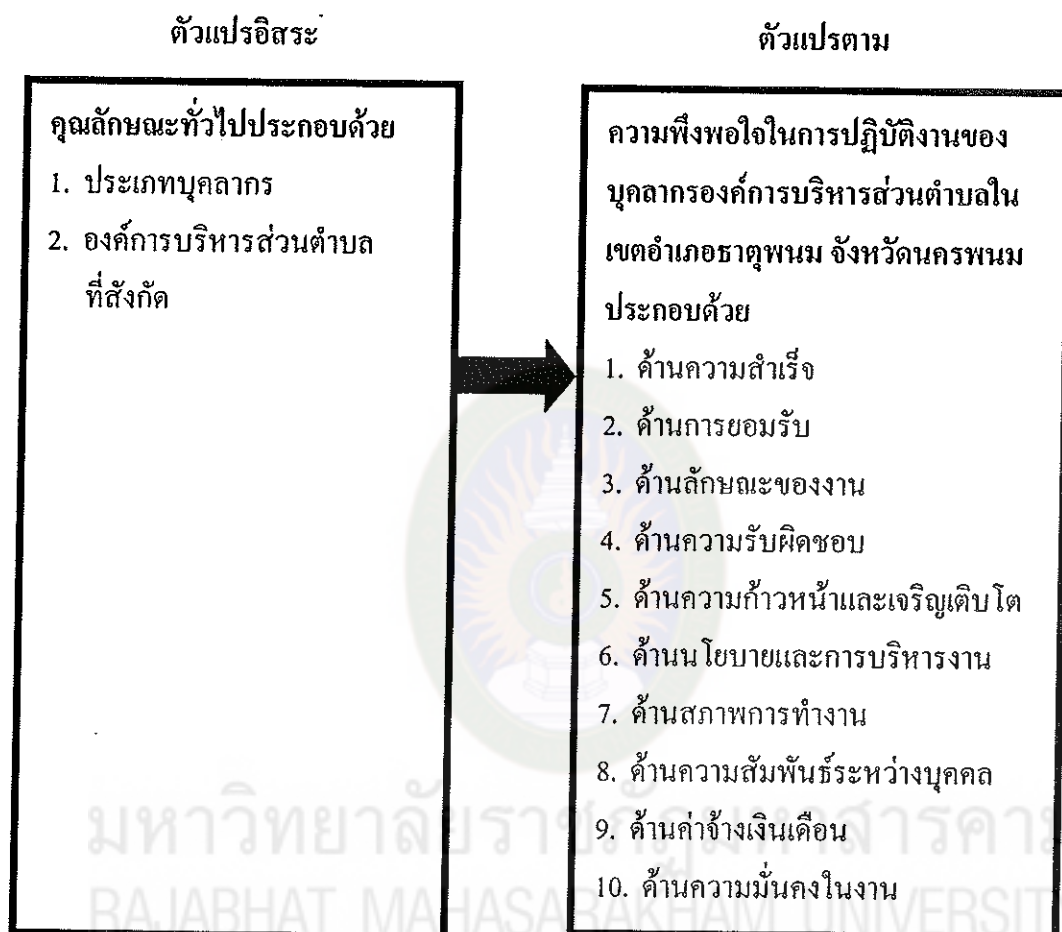 ตัวแปรอิสระ
คุณลักษณะทั่วไปประกอบด้วย
1. ประเภทบุคลากร
2. องค์การบริหารส่วนตำบล
ที่สังกัด
ตัวแปรตาม
ความพึงพอใจในการปฏิบัติงานของ
บุคลากรองค์การบริหารส่วนตำบลใน
เขตอำเภอธาตุพนม จังหวัดนครพนม
ประกอบด้วย
1. ด้านความสำเร็จ
2. ด้านการยอมรับ
3. ด้านลักษณะของงาน
4. ด้านความรับผิดชอบ
5. ด้านความก้าวหน้าและเจริญเติบโต
6. ด้านนโยบายและการบริหารงาน
7. ด้านสภาพการทำงาน
8. ด้านความสัมพันธ์ระหว่างบุคคล
9. ด้านค่าจ้างเงินเดือน
10. ด้านความมั่นคงในงาน
มหาวิทยาลัยราชภัฏมหาสารคาม
RAJABHAT MAHASARAKHAM UNIVERSIT